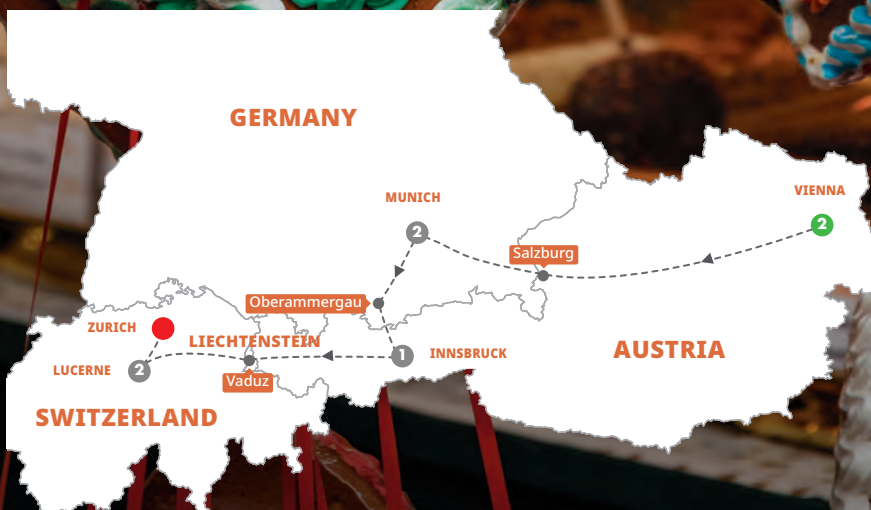 GERMANY
MUNICH
VIENNA
2
2
Salzburg
Oberammergau
ZURICH
LIECHTENSTEIN
AUSTRIA
1
INNSBRUCK
LUCERNE
2
Vaduz
SWITZERLAND